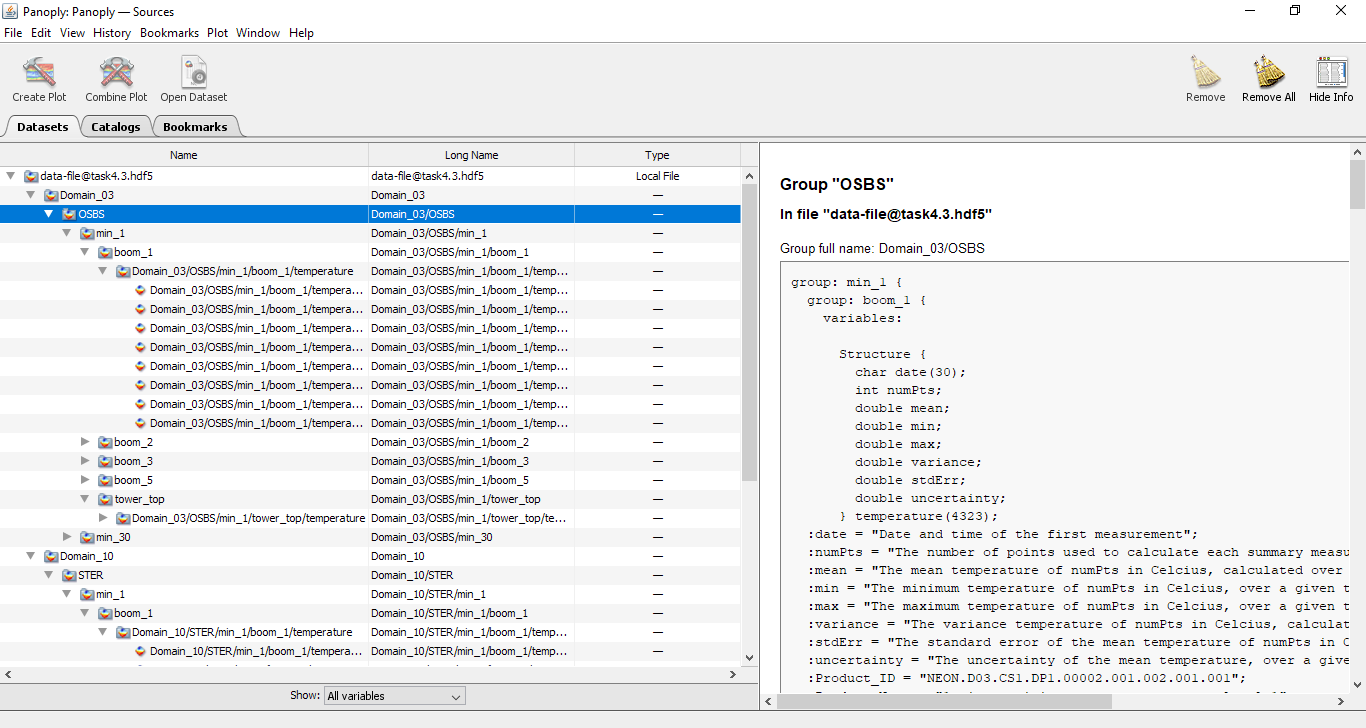 Panoply: Panoply — Sources
File Edit View History Bookmarks Plot Window Help
Create Plot Combine Plot Open Dataset Remove Remove All Hide Info
Datasets Catalogs Bookmarks
Name Long Name Type
data-file@task4.3.hdf5 data-file@task4.3.hdf5 Local File
Domain_03 Domain_03 —
OSBS Domain_03/OSBS —
min_1 Domain_03/OSBS/min_1 —
boom_1 Domain_03/OSBS/min_1/boom_1 —
Domain_03/OSBS/min_1/boom_1/temperature Domain_03/OSBS/min_1/boom_1/temp... —
Domain_03/OSBS/min_1/boom_1/tempera... Domain_03/OSBS/min_1/boom_1/temp... —
Domain_03/OSBS/min_1/boom_1/tempera... Domain_03/OSBS/min_1/boom_1/temp... —
Domain_03/OSBS/min_1/boom_1/tempera... Domain_03/OSBS/min_1/boom_1/temp... —
Domain_03/OSBS/min_1/boom_1/tempera... Domain_03/OSBS/min_1/boom_1/temp... —
Domain_03/OSBS/min_1/boom_1/tempera... Domain_03/OSBS/min_1/boom_1/temp... —
Domain_03/OSBS/min_1/boom_1/tempera... Domain_03/OSBS/min_1/boom_1/temp... —
Domain_03/OSBS/min_1/boom_1/tempera... Domain_03/OSBS/min_1/boom_1/temp... —
Domain_03/OSBS/min_1/boom_1/tempera... Domain_03/OSBS/min_1/boom_1/temp... —
boom_2 Domain_03/OSBS/min_1/boom_2 —
boom_3 Domain_03/OSBS/min_1/boom_3 —
boom_5 Domain_03/OSBS/min_1/boom_5 —
tower_top Domain_03/OSBS/min_1/tower_top —
Domain_03/OSBS/min_1/tower_top/temperature Domain_03/OSBS/min_1/tower_top/te... —
min_30 Domain_03/OSBS/min_30 —
Domain_10 Domain_10 —
STER Domain_10/STER —
min_1 Domain_10/STER/min_1 —
boom_1 Domain_10/STER/min_1/boom_1 —
Domain_10/STER/min_1/boom_1/temperature Domain_10/STER/min_1/boom_1/temp... —
Domain_10/STER/min_1/boom_1/tempera... Domain_10/STER/min_1/boom_1/temp... —
Show: All variables
Group "OSBS"
In file "data-file@task4.3.hdf5"
Group full name: Domain_03/OSBS
group: min_1 {
group: boom_1 {
variables:
Structure {
char date(30);
int numPts;
double mean;
double min;
double max;
double variance;
double stdErr;
double uncertainty;
} temperature(4323);
:date = "Date and time of the first measurement";
:numPts = "The number of points used to calculate each summary measu
:mean = "The mean temperature of numPts in Celcius, calculated over
:min = "The minimum temperature of numPts in Celcius, over a given t
:max = "The maximum temperature of numPts in Celcius, over a given t
:variance = "The variance temperature of numPts in Celcius, calculat
:stdErr = "The standard error of the mean temperature of numPts in C
:uncertainty = "The uncertainty of the mean temperature, over a give
:Product_ID = "NEON.D03.CS1.DP1.00002.001.002.001.001";